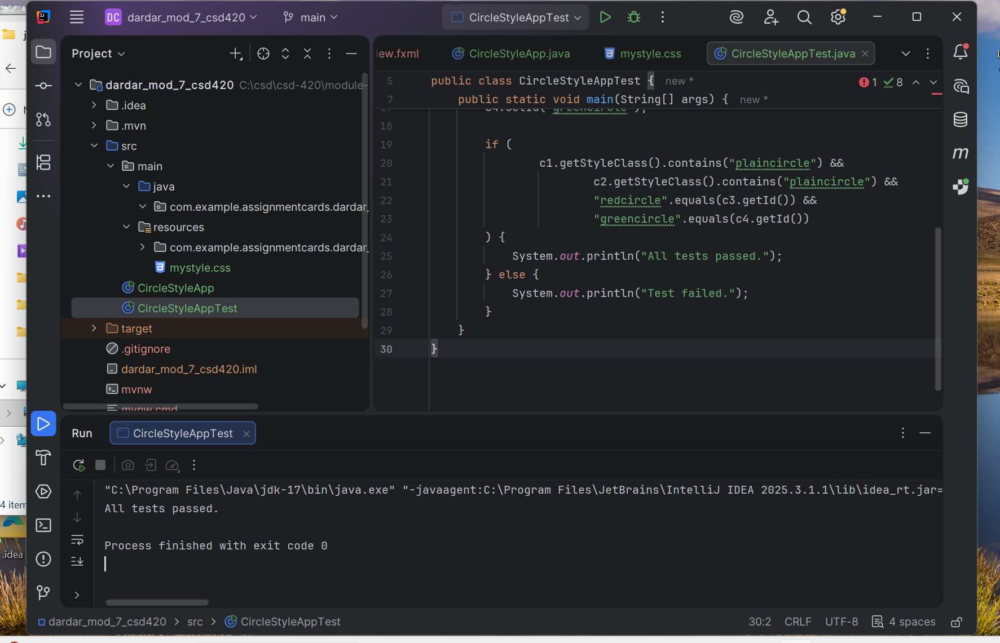 DC dardar_mod_7_csd420 main CircleStyleAppTest
Project
dardar_mod_7_csd420 C:\csd\csd-420\module-
.idea
.mvn
src
main
java
com.example.assignmentcards.dardar_
resources
com.example.assignmentcards.dardar_
mystyle.css
CircleStyleApp
CircleStyleAppTest
target
.gitignore
dardar_mod_7_csd420.iml
mvnw
mvnw.cmd
iew.fxml CircleStyleApp.java mystyle.css CircleStyleAppTest.java
5 public class CircleStyleAppTest { new * 1 8
7 public static void main(String[] args) { new *
17 c4.setId("greencircle");
18
19 if (
20 c1.getStyleClass().contains("plaincircle") &&
21 c2.getStyleClass().contains("plaincircle") &&
22 "redcircle".equals(c3.getId()) &&
23 "greencircle".equals(c4.getId())
24 ) {
25 System.out.println("All tests passed.");
26 } else {
27 System.out.println("Test failed.");
28 }
29 }
30 }
m
Run CircleStyleAppTest
"C:\Program Files\Java\jdk-17\bin\java.exe" "-javaagent:C:\Program Files\JetBrains\IntelliJ IDEA 2025.3.1.1\lib\idea_rt.jar=
All tests passed.
Process finished with exit code 0
dardar_mod_7_csd420 > src > CircleStyleAppTest 30:2 CRLF UTF-8 4 spaces
4 item
.idea